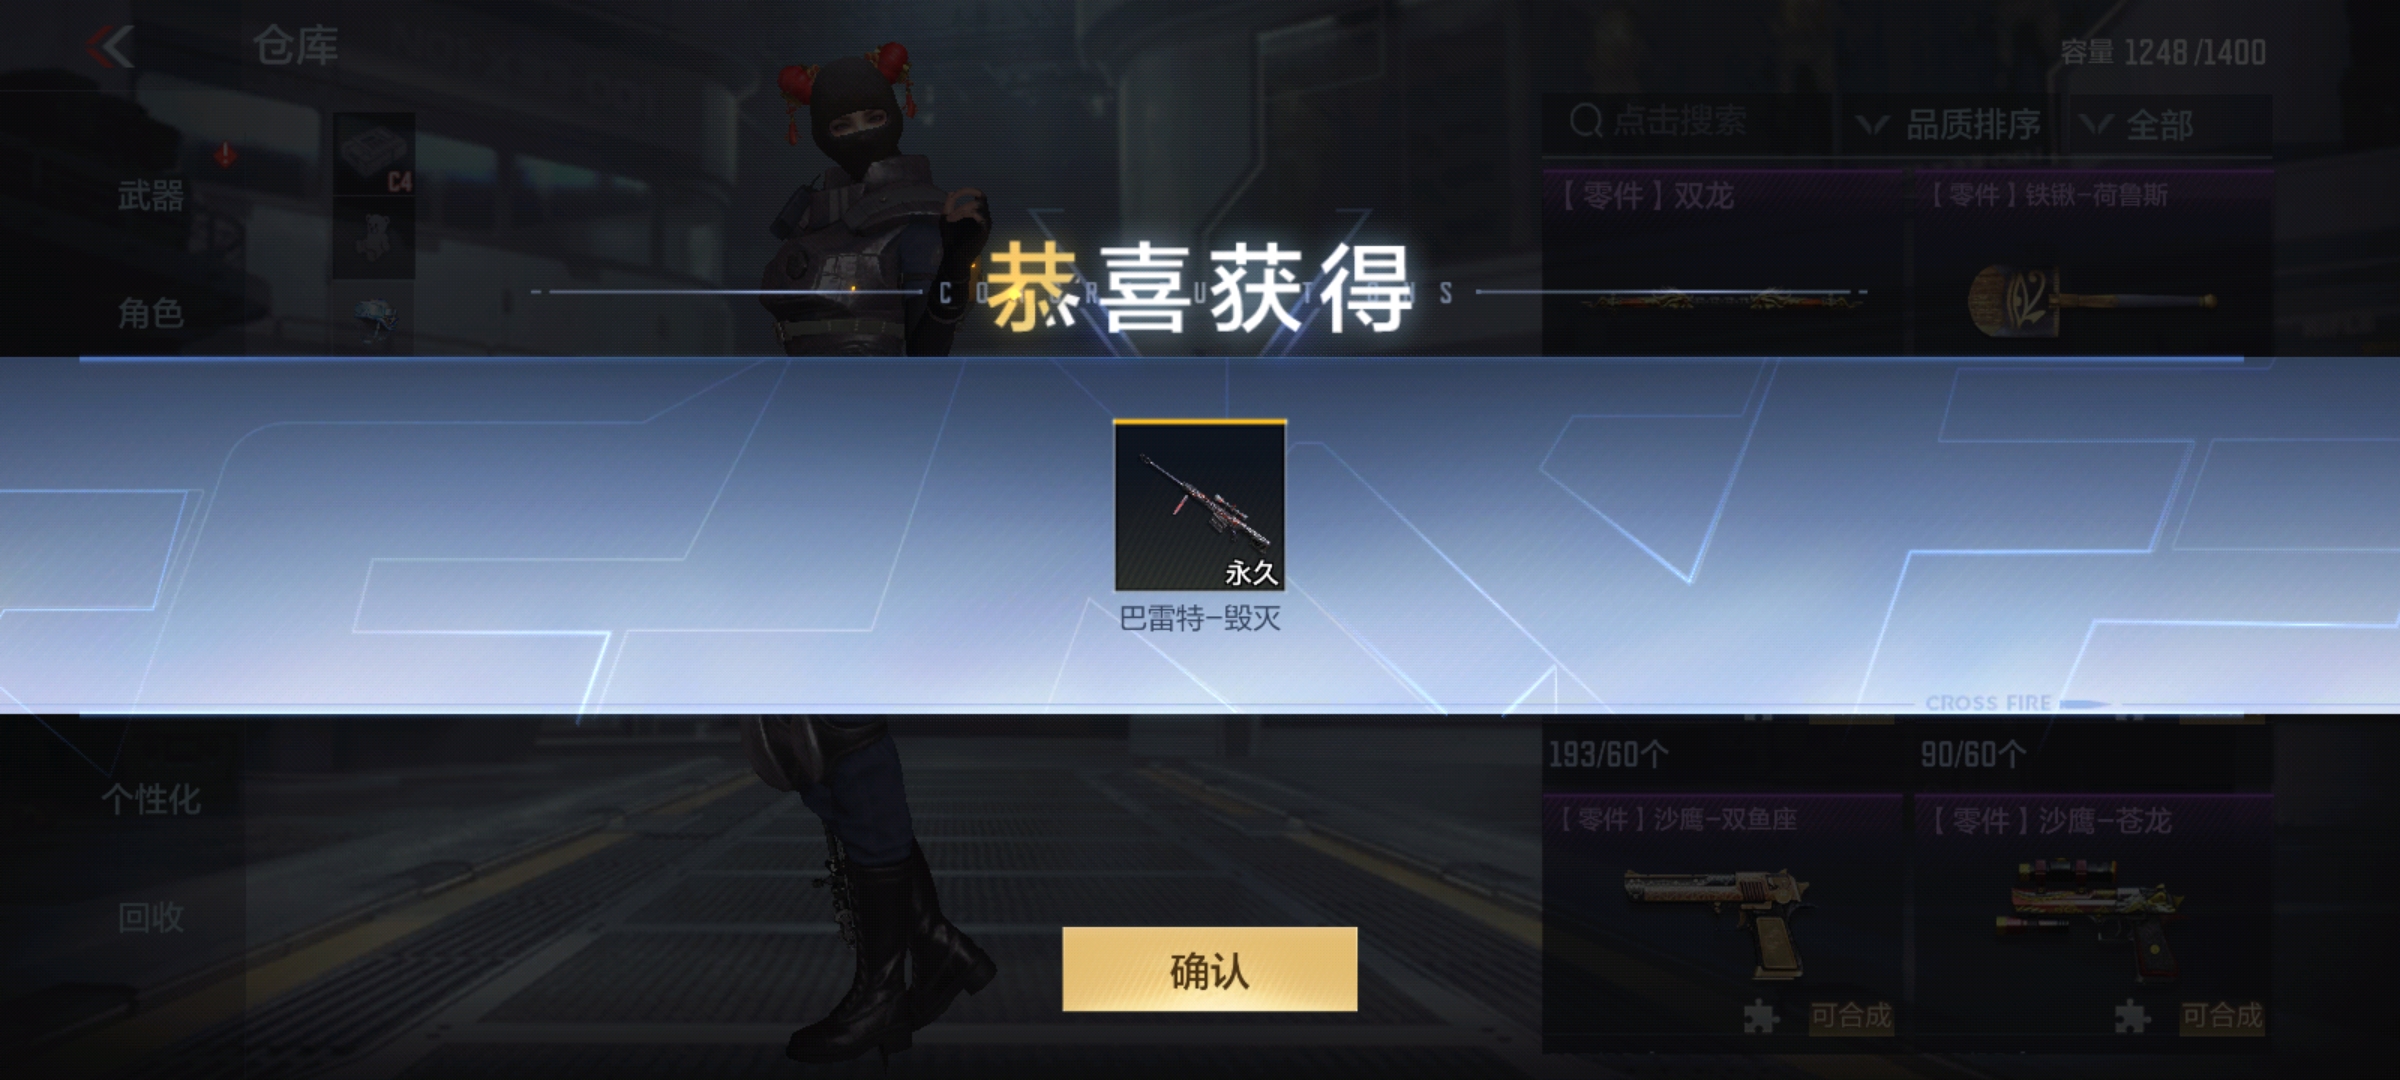 仓库
容量 1248/1400
点击搜索
品质排序
全部
武器
C4
角色
【零件】双龙
【零件】铁锹-荷鲁斯
恭喜获得
永久
巴雷特-毁灭
CROSS FIRE
193/60个
90/60个
个性化
回收
【零件】沙鹰-双鱼座
【零件】沙鹰-苍龙
确认
可合成
可合成